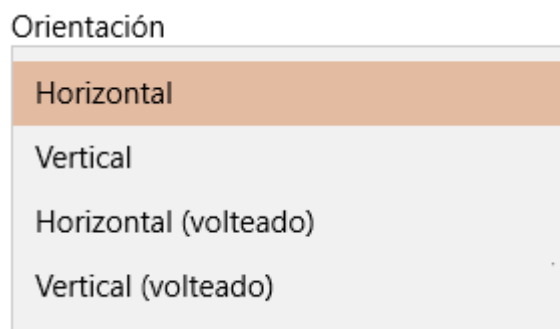 Orientación
Horizontal
Vertical
Horizontal (volteado)
Vertical (volteado)